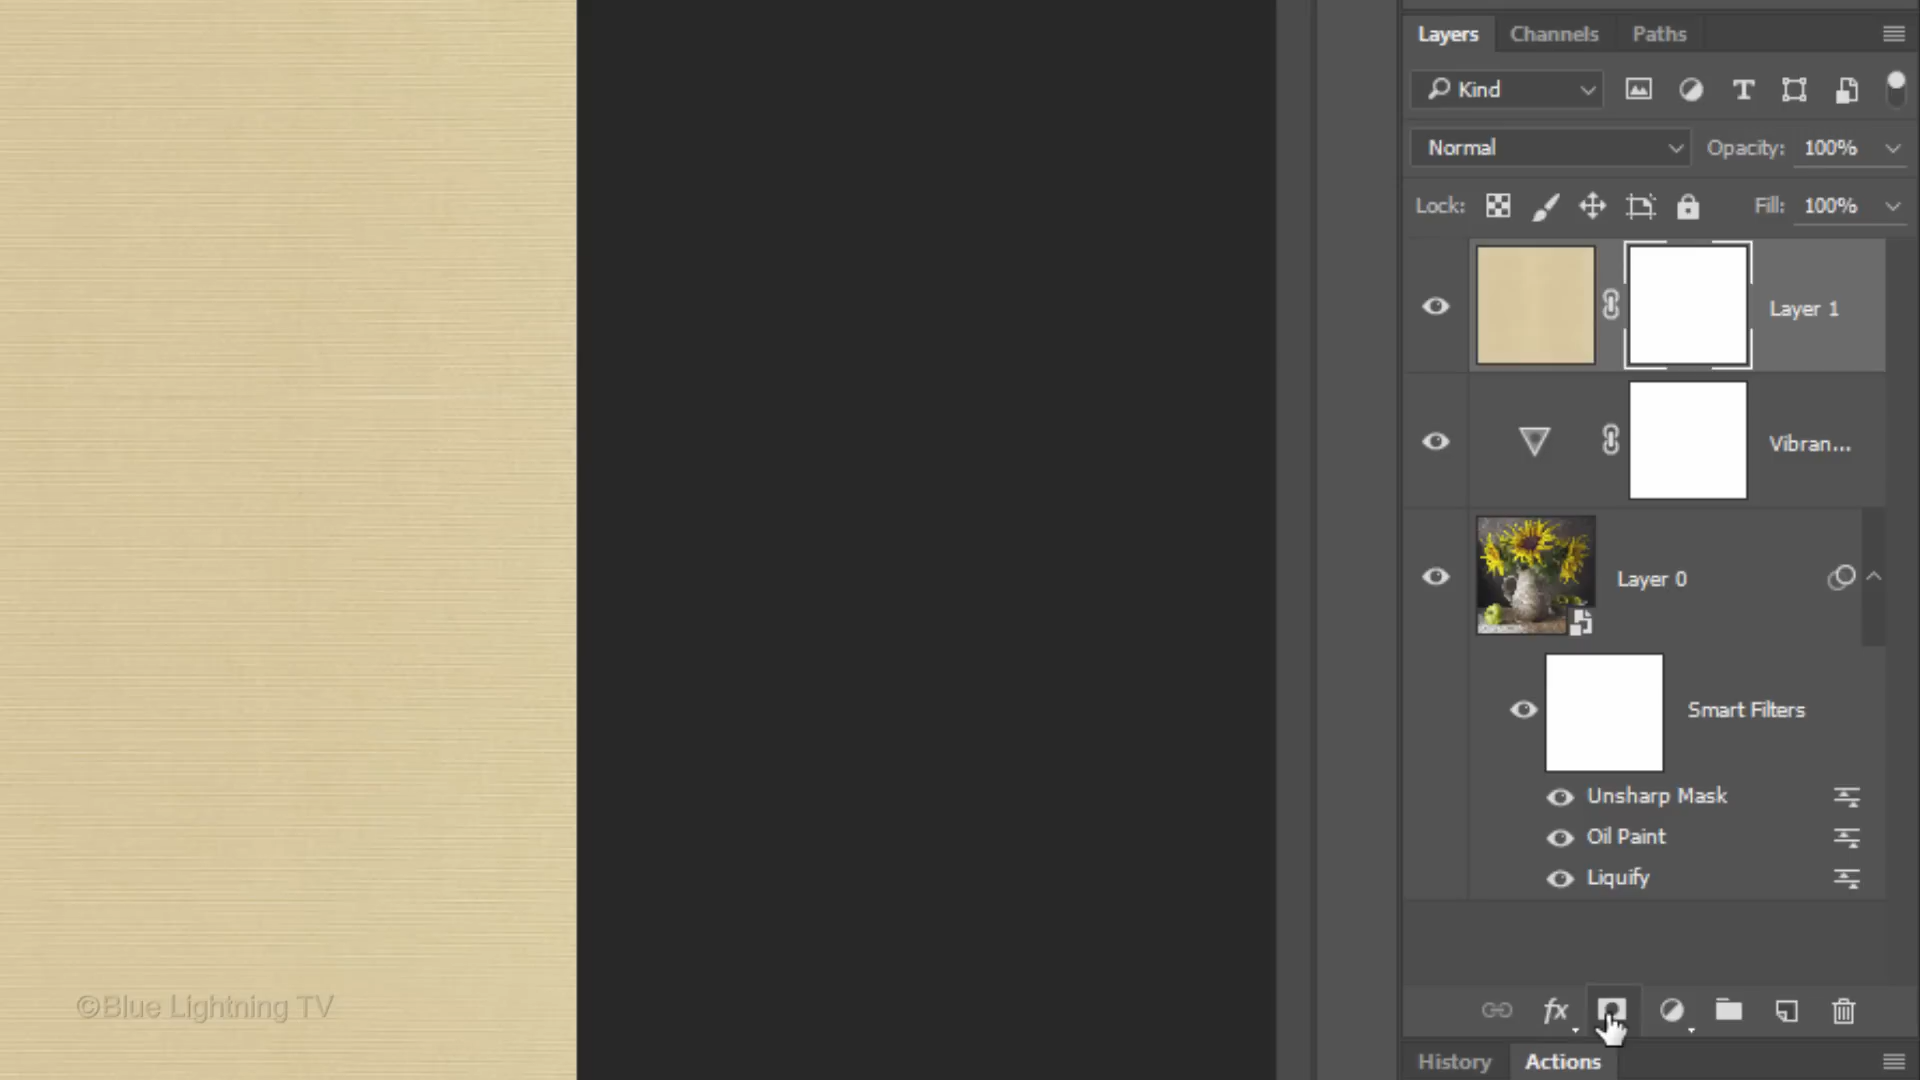 Layers Channels Paths
Kind
Normal Opacity: 100%
Lock: Fill: 100%
Layer 1
Vibran...
Layer 0
Smart Filters
Unsharp Mask
Oil Paint
Liquify
©Blue Lightning TV
fx
History Actions